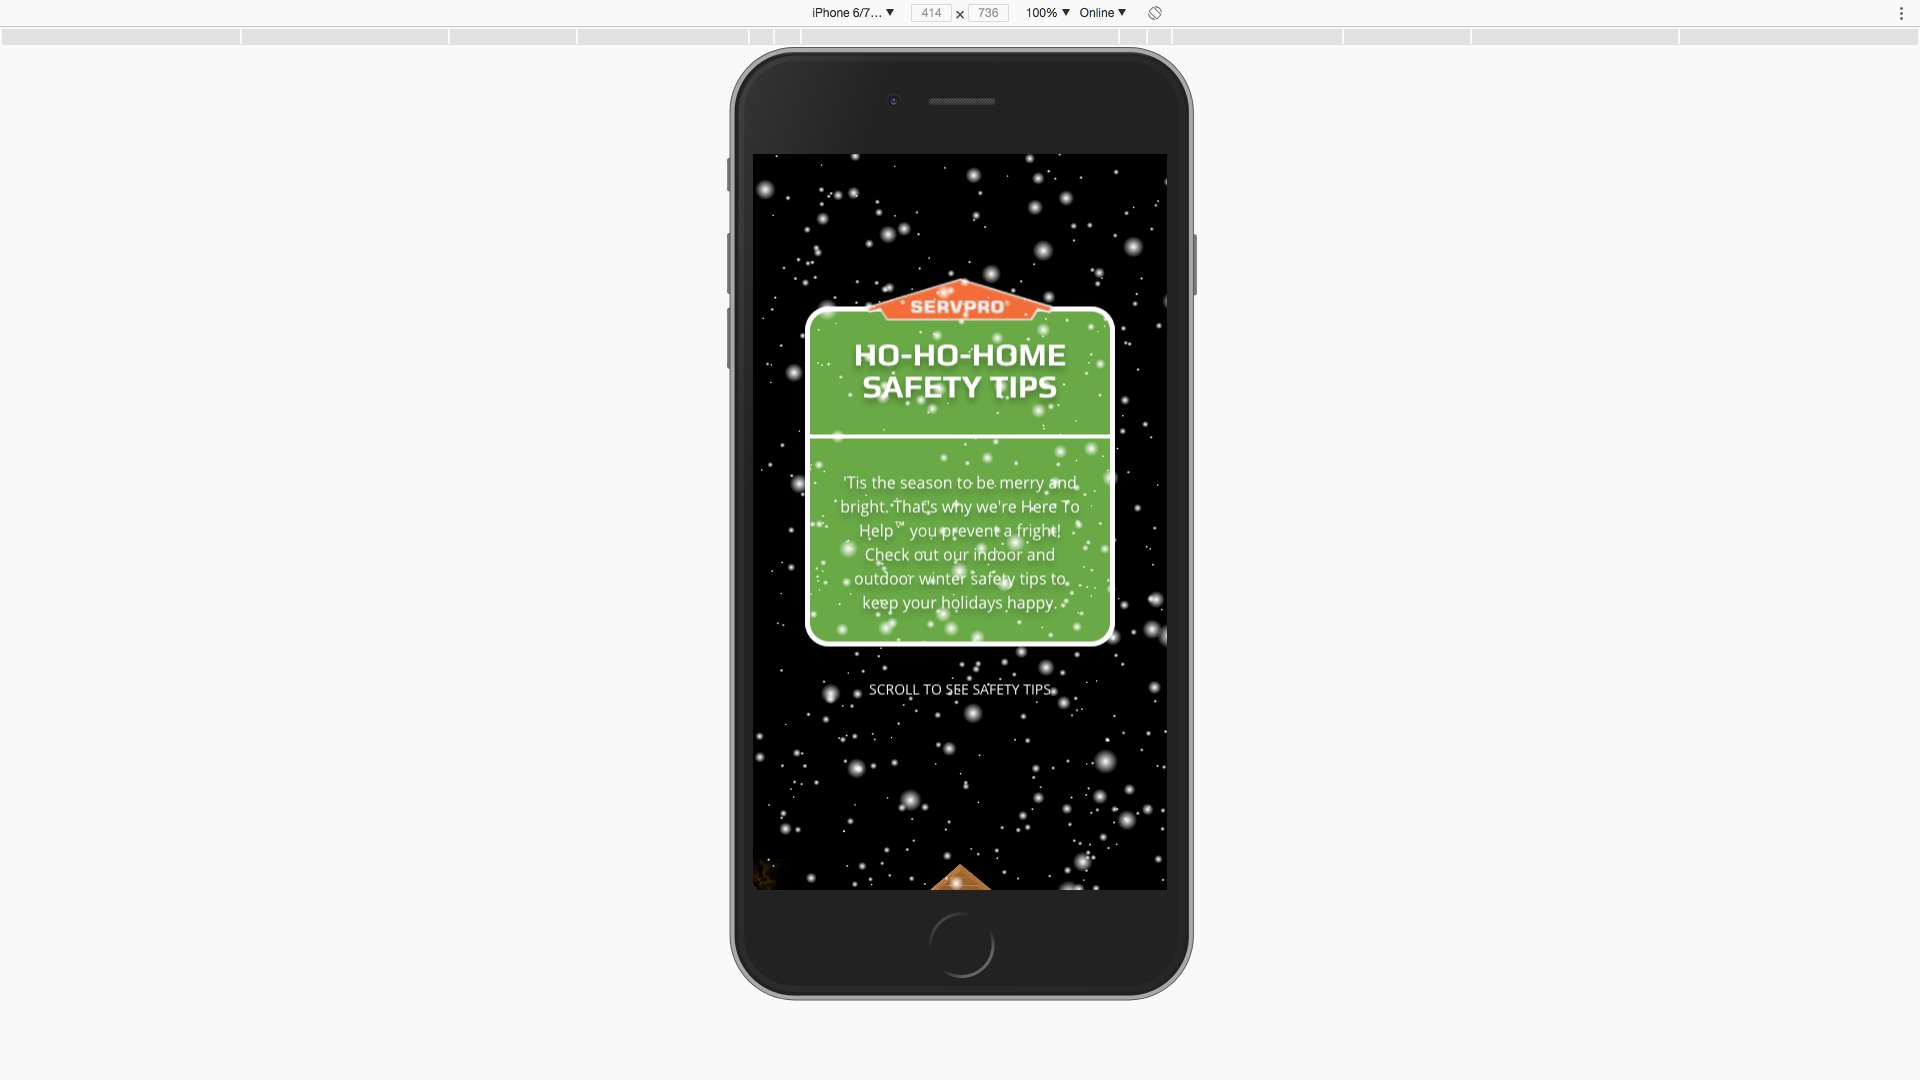 iPhone 6/7... 414 × 736 100% Online
SERVPRO®
HO-HO-HOME
SAFETY TIPS
'Tis the season to be merry and
bright. That's why we're Here To
Help™ you prevent a fright!
Check out our indoor and
outdoor winter safety tips to
keep your holidays happy.
SCROLL TO SEE SAFETY TIPS